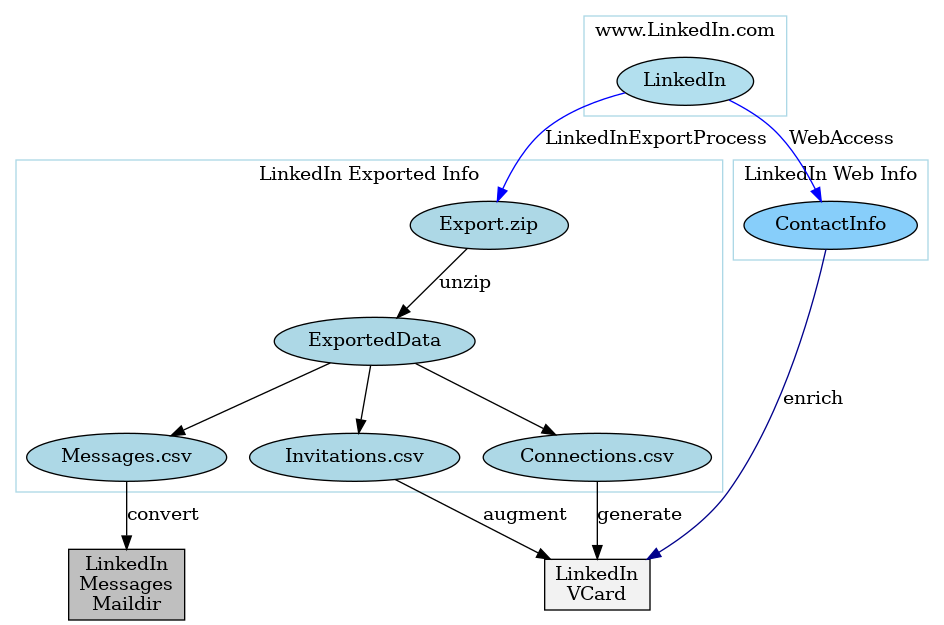 www.LinkedIn.com
LinkedIn
LinkedInExportProcess
WebAccess
LinkedIn Exported Info
LinkedIn Web Info
Export.zip
ContactInfo
unzip
ExportedData
enrich
Messages.csv
Invitations.csv
Connections.csv
convert
augment
generate
LinkedIn
Messages
Maildir
LinkedIn
VCard